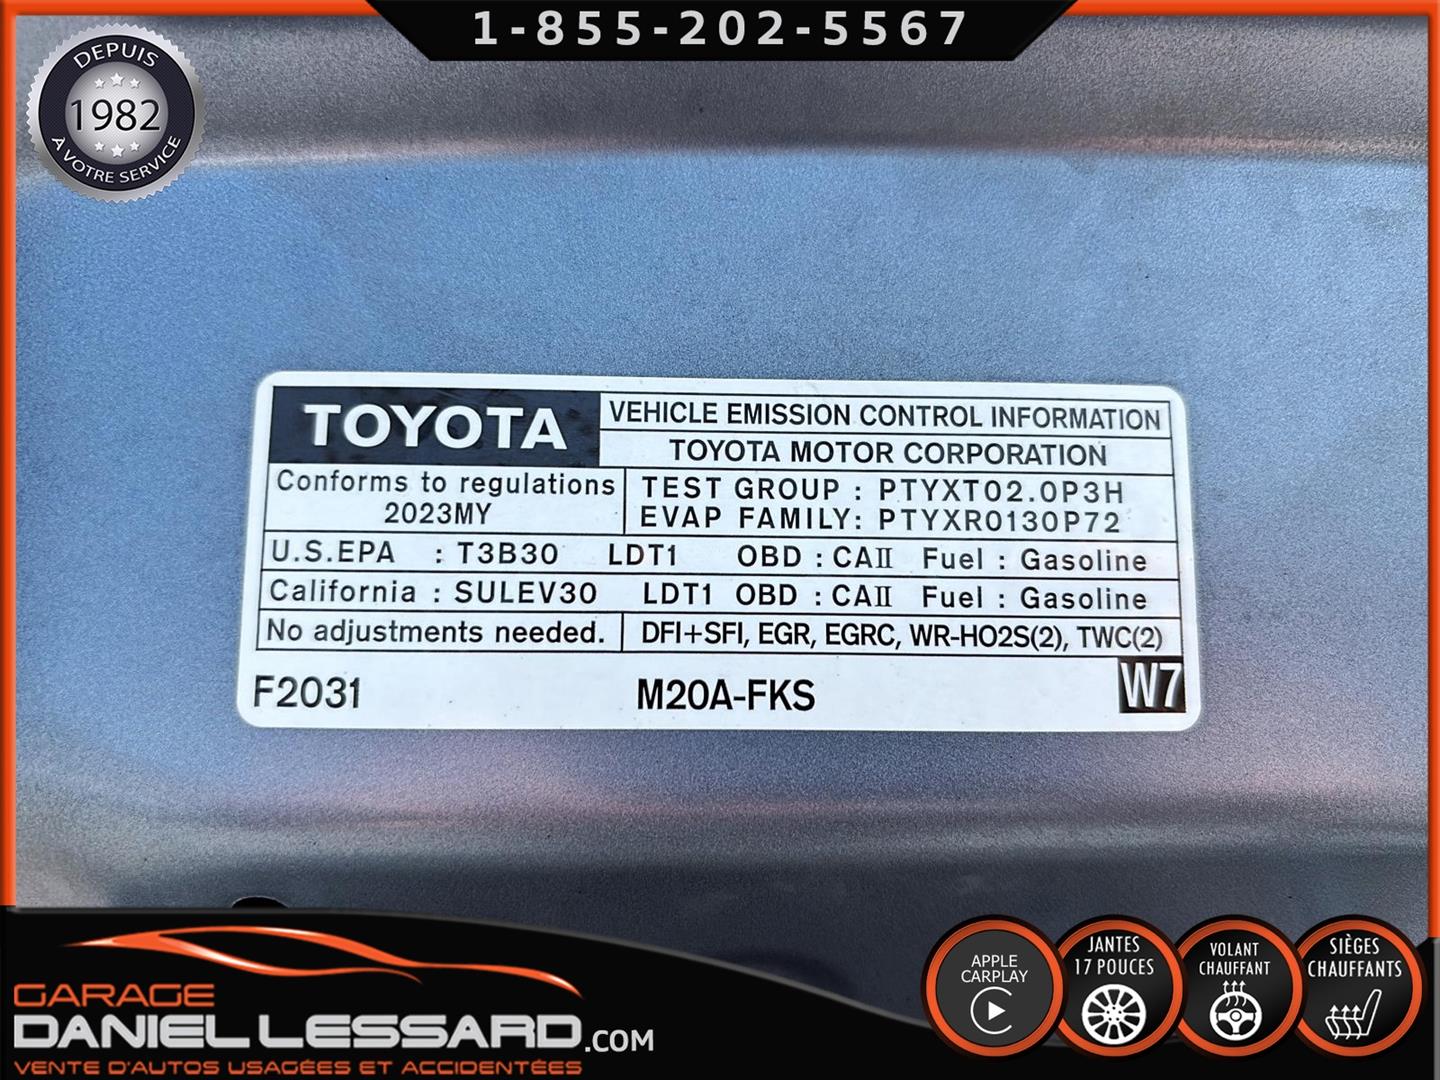 1-855-202-5567
DEPUIS
1982
À VOTRE SERVICE
TOYOTA
VEHICLE EMISSION CONTROL INFORMATION
TOYOTA MOTOR CORPORATION
Conforms to regulations
2023MY
TEST GROUP : PTYXT02.0P3H
EVAP FAMILY: PTYXR0130P72
U.S.EPA : T3B30 LDT1 OBD : CAII Fuel : Gasoline
California : SULEV30 LDT1 OBD : CAII Fuel : Gasoline
No adjustments needed.
DFI+SFI, EGR, EGRC, WR-HO2S(2), TWC(2)
F2031
M20A-FKS
W7
GARAGE
DANIEL LESSARD.COM
VENTE D'AUTOS USAGÉES ET ACCIDENTÉES
APPLE
CARPLAY
JANTES
17 POUCES
VOLANT
CHAUFFANT
SIÈGES
CHAUFFANTS